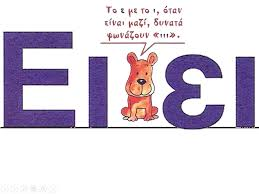 Το ε με το ι, όταν
είναι μαζί, δυνατά
φωνάζουν «ιιι».
Ει ει